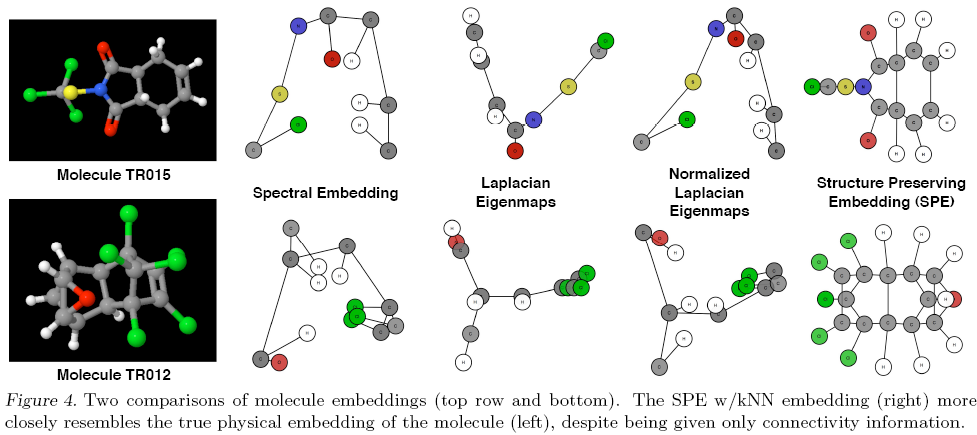 Molecule TR015
Spectral Embedding
Laplacian
Eigenmaps
Normalized
Laplacian
Eigenmaps
Structure Preserving
Embedding (SPE)
Molecule TR012
Figure 4. Two comparisons of molecule embeddings (top row and bottom). The SPE w/kNN embedding (right) more
closely resembles the true physical embedding of the molecule (left), despite being given only connectivity information.